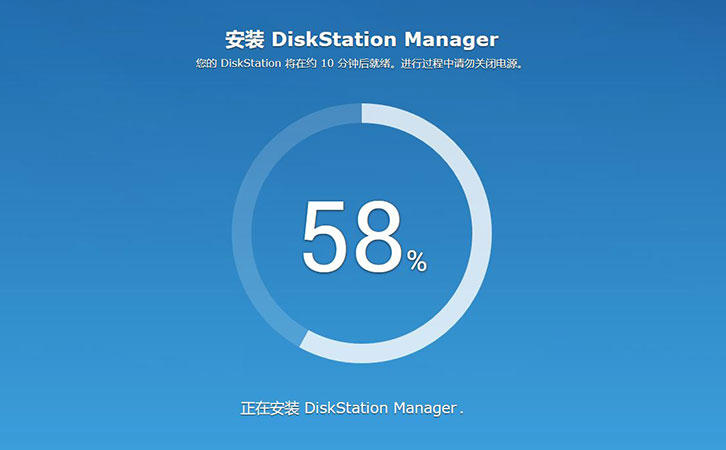 安装 DiskStation Manager
您的 DiskStation 将在约 10 分钟后就绪。进行过程中请勿关闭电源。
58%
正在安装 DiskStation Manager .